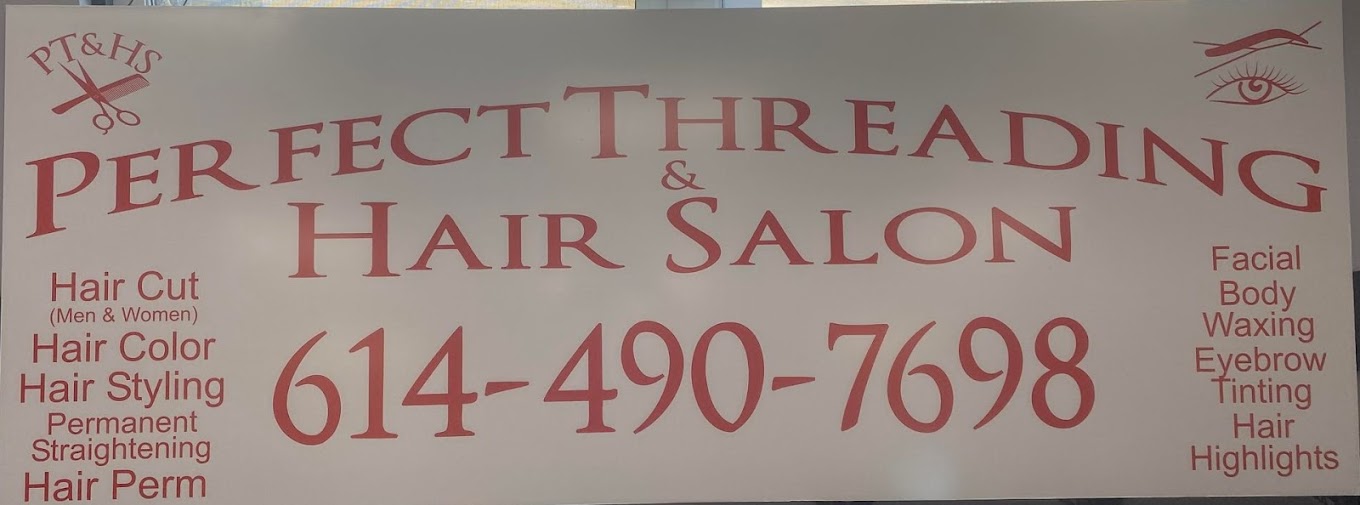 PT&HS
PERFECT THREADING
&
HAIR SALON
614-490-7698
Hair Cut
(Men & Women)
Hair Color
Hair Styling
Permanent
Straightening
Hair Perm
Facial
Body
Waxing
Eyebrow
Tinting
Hair
Highlights